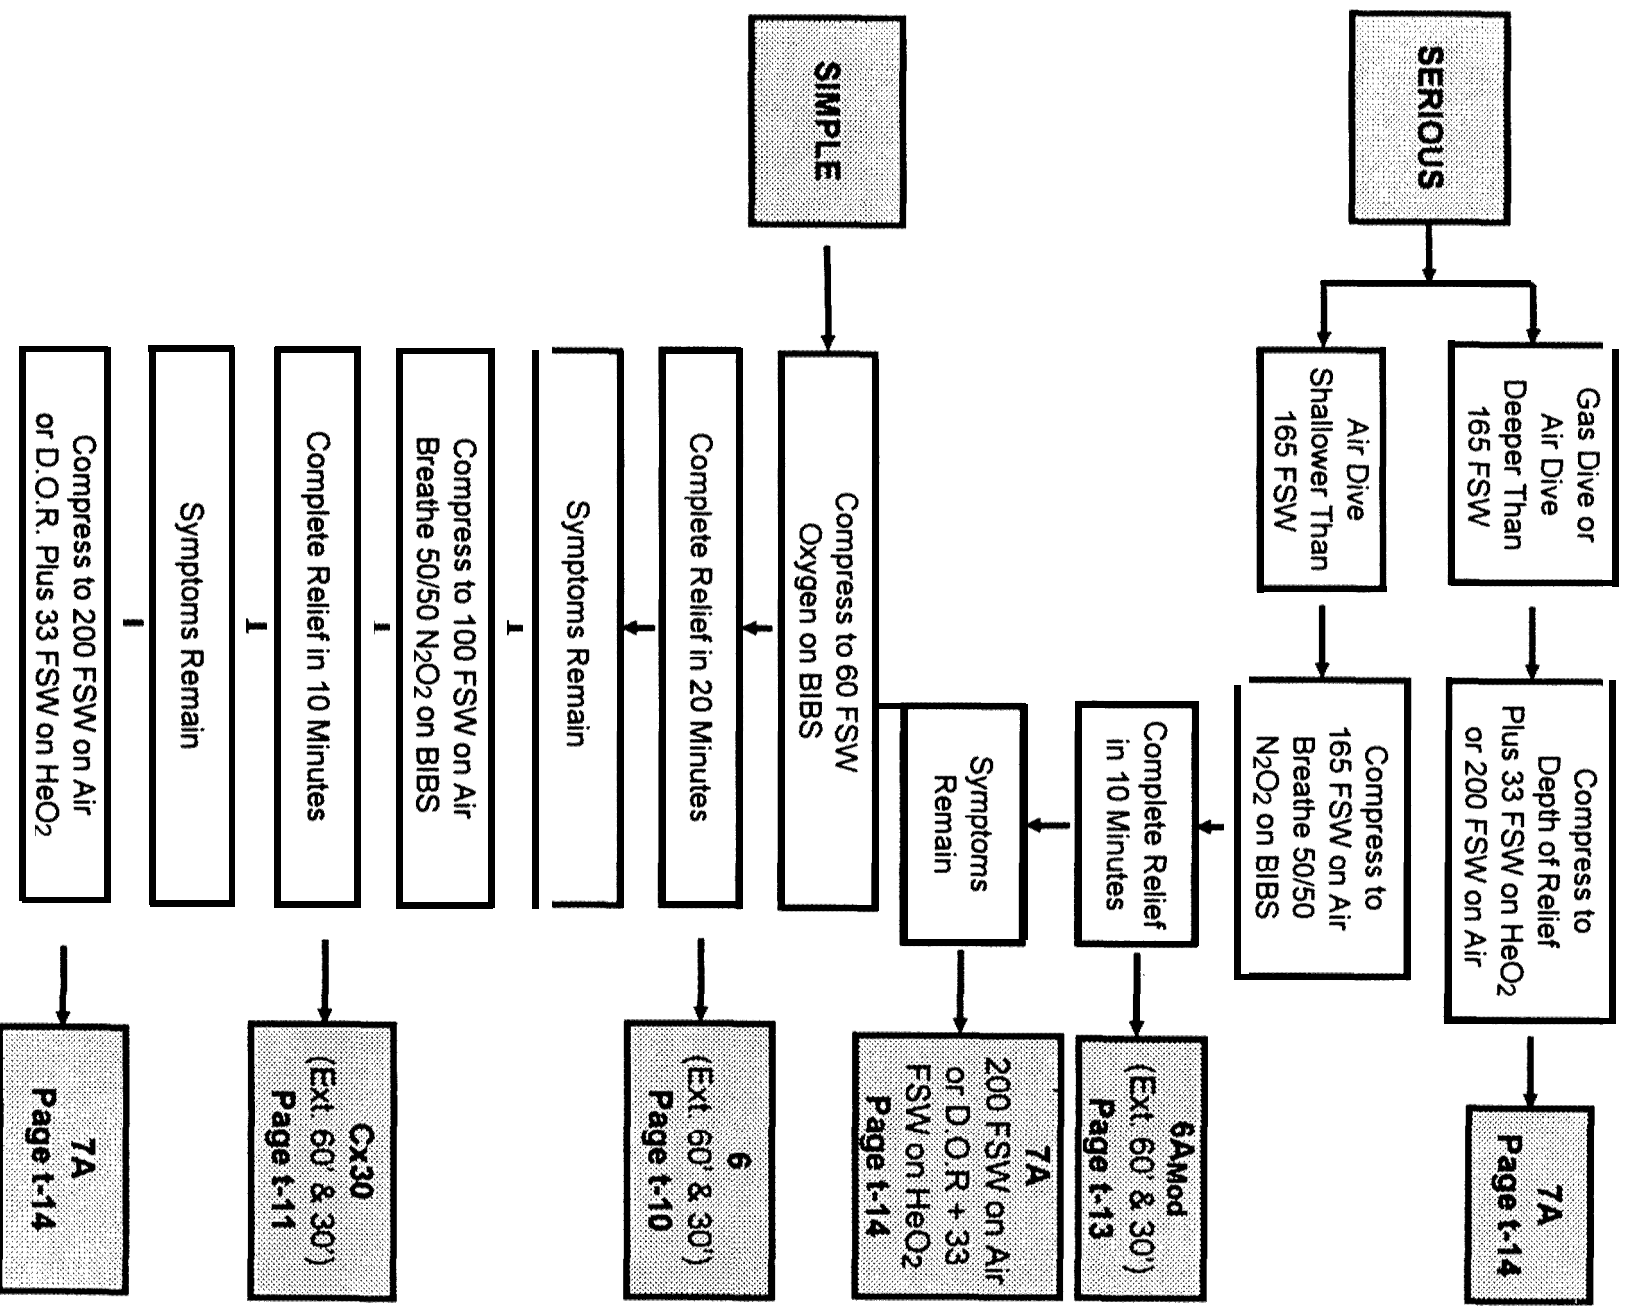 SERIOUS
Gas Dive or
Air Dive
Deeper Than
165 FSW
Compress to
Depth of Relief
Plus 33 FSW on HeO2
or 200 FSW on Air
7A
Page t-14
Air Dive
Shallower Than
165 FSW
Compress to
165 FSW on Air
Breathe 50/50
N2O2 on BIBS
Complete Relief
in 10 Minutes
6AMod
(Ext. 60' & 30')
Page t-13
Symptoms
Remain
7A
200 FSW on Air
or D.O.R + 33
FSW on HeO2
Page t-14
SIMPLE
Compress to 60 FSW
Oxygen on BIBS
Complete Relief in 20 Minutes
6
(Ext. 60' & 30')
Page t-10
Symptoms Remain
Compress to 100 FSW on Air
Breathe 50/50 N2O2 on BIBS
Complete Relief in 10 Minutes
Cx30
(Ext. 60' & 30')
Page t-11
Symptoms Remain
Compress to 200 FSW on Air
or D.O.R. Plus 33 FSW on HeO2
7A
Page t-14